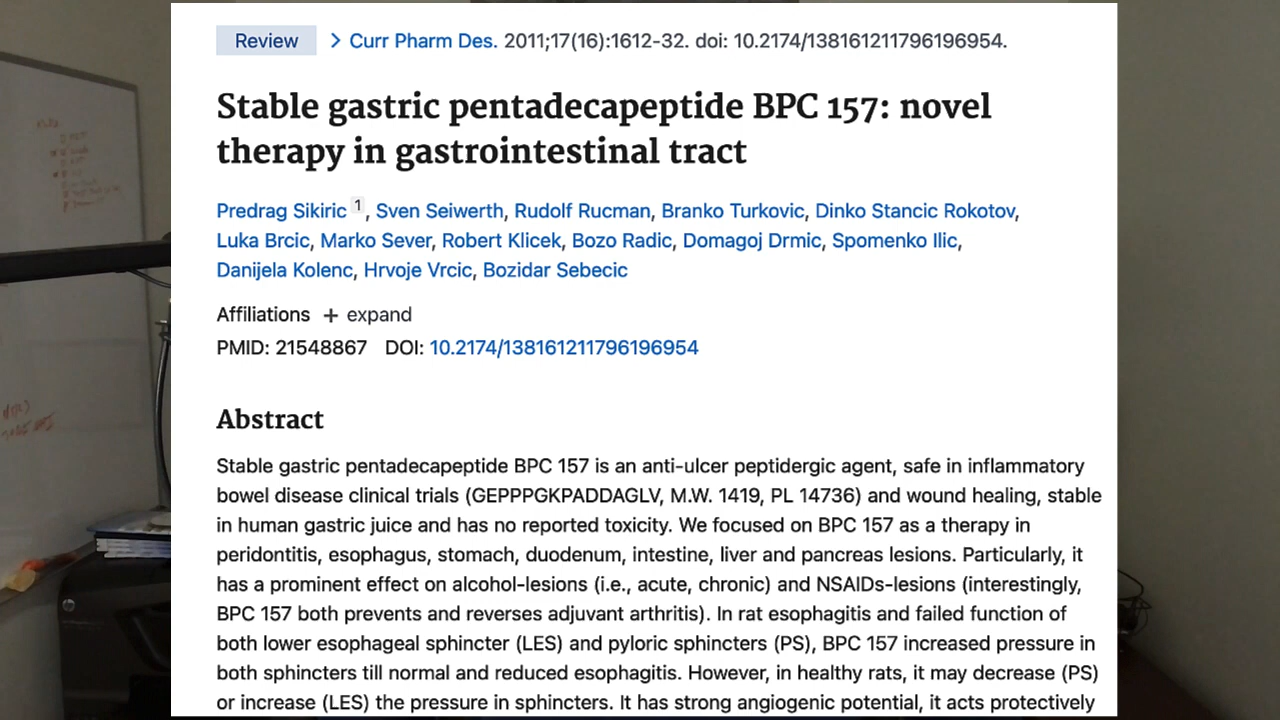 Review > Curr Pharm Des. 2011;17(16):1612-32. doi: 10.2174/138161211796196954.
Stable gastric pentadecapeptide BPC 157: novel
therapy in gastrointestinal tract
Predrag Sikiric 1, Sven Seiwerth, Rudolf Rucman, Branko Turkovic, Dinko Stancic Rokotov,
Luka Brcic, Marko Sever, Robert Klicek, Bozo Radic, Domagoj Drmic, Spomenko Ilic,
Danijela Kolenc, Hrvoje Vrcic, Bozidar Sebecic
Affiliations + expand
PMID: 21548867 DOI: 10.2174/138161211796196954
Abstract
Stable gastric pentadecapeptide BPC 157 is an anti-ulcer peptidergic agent, safe in inflammatory
bowel disease clinical trials (GEPPPGKPADDAGLV, M.W. 1419, PL 14736) and wound healing, stable
in human gastric juice and has no reported toxicity. We focused on BPC 157 as a therapy in
peridontitis, esophagus, stomach, duodenum, intestine, liver and pancreas lesions. Particularly, it
has a prominent effect on alcohol-lesions (i.e., acute, chronic) and NSAIDs-lesions (interestingly,
BPC 157 both prevents and reverses adjuvant arthritis). In rat esophagitis and failed function of
both lower esophageal sphincter (LES) and pyloric sphincters (PS), BPC 157 increased pressure in
both sphincters till normal and reduced esophagitis. However, in healthy rats, it may decrease (PS)
or increase (LES) the pressure in sphincters. It has strong angiogenic potential, it acts protectively